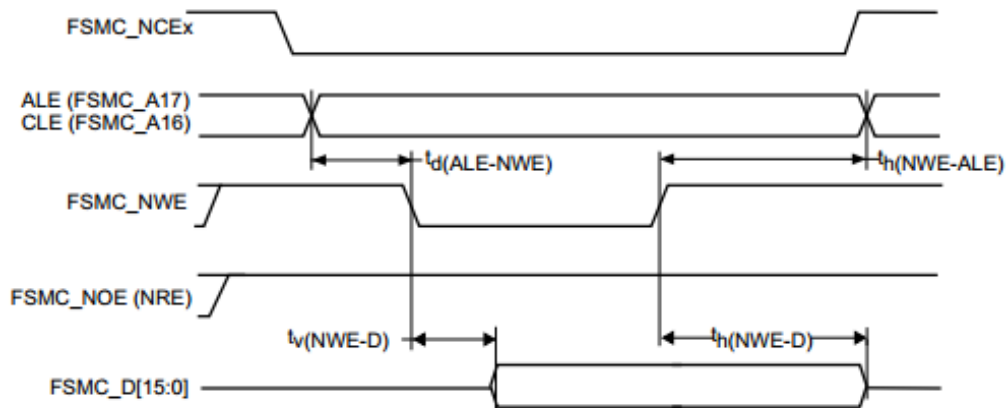 FSMC_NCEx
ALE (FSMC_A17)
CLE (FSMC_A16)
td(ALE-NWE)
th(NWE-ALE)
FSMC_NWE
FSMC_NOE (NRE)
tv(NWE-D)
th(NWE-D)
FSMC_D[15:0]